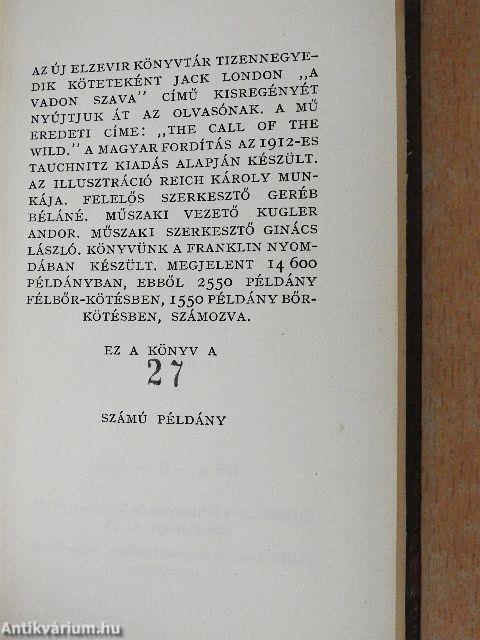 AZ ÚJ ELZEVIR KÖNYVTÁR TIZENNEGYE-
DIK KÖTETEKÉNT JACK LONDON „A
VADON SZAVA” CÍMŰ KISREGÉNYÉT
NYÚJTJUK ÁT AZ OLVASÓNAK. A MŰ
EREDETI CÍME: „THE CALL OF THE
WILD.” A MAGYAR FORDÍTÁS AZ 1912-ES
TAUCHNITZ KIADÁS ALAPJÁN KÉSZÜLT.
AZ ILLUSZTRÁCIÓ REICH KÁROLY MUN-
KÁJA. FELELŐS SZERKESZTŐ GERÉB
BÉLÁNÉ. MŰSZAKI VEZETŐ KUGLER
ANDOR. MŰSZAKI SZERKESZTŐ GINÁCS
LÁSZLÓ. KÖNYVÜNK A FRANKLIN NYOM-
DÁBAN KÉSZÜLT. MEGJELENT 14 600
PÉLDÁNYBAN, EBBŐL 2550 PÉLDÁNY
FÉLBŐR-KÖTÉSBEN, 1550 PÉLDÁNY BŐR-
KÖTÉSBEN, SZÁMOZVA.
EZ A KÖNYV A
27
SZÁMÚ PÉLDÁNY
Antikvárium.hu